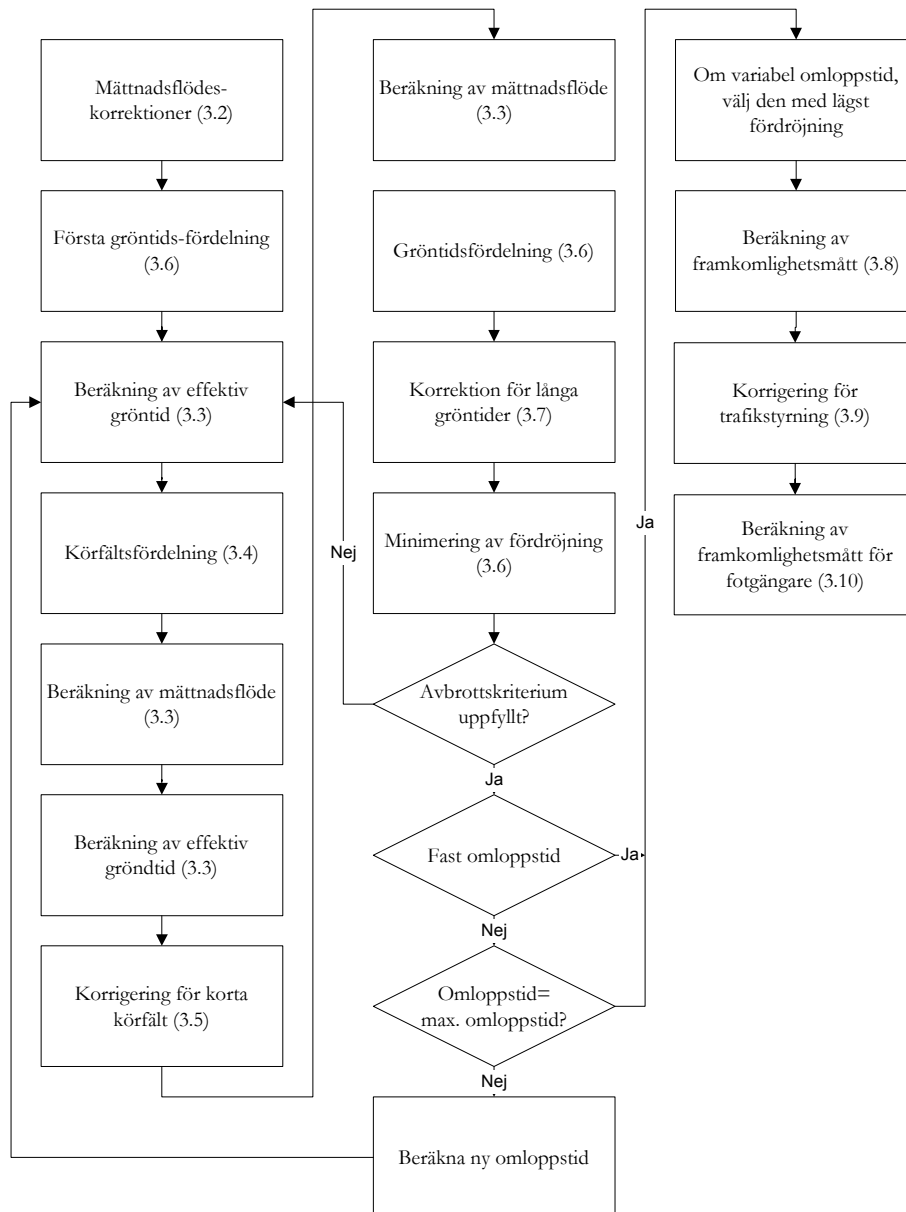 Mättnadsflödes-
korrektioner (3.2)
Första gröntids-fördelning
(3.6)
Beräkning av effektiv
gröntid (3.3)
Körfältsfördelning (3.4)
Beräkning av mättnadsflöde
(3.3)
Beräkning av effektiv
gröndtid (3.3)
Korrigering för korta
körfält (3.5)
Beräkning av mättnadsflöde
(3.3)
Gröntidsfördelning (3.6)
Korrektion för långa
gröntider (3.7)
Minimering av fördröjning
(3.6)
Nej
Avbrottskriterium
uppfyllt?
Ja
Fast omloppstid
Ja
Nej
Omloppstid=
max. omloppstid?
Nej
Beräkna ny omloppstid
Ja
Om variabel omloppstid,
välj den med lägst
fördröjning
Beräkning av
framkomlighetsmått (3.8)
Korrigering för
trafikstyrning (3.9)
Beräkning av
framkomlighetsmått för
fotgängare (3.10)